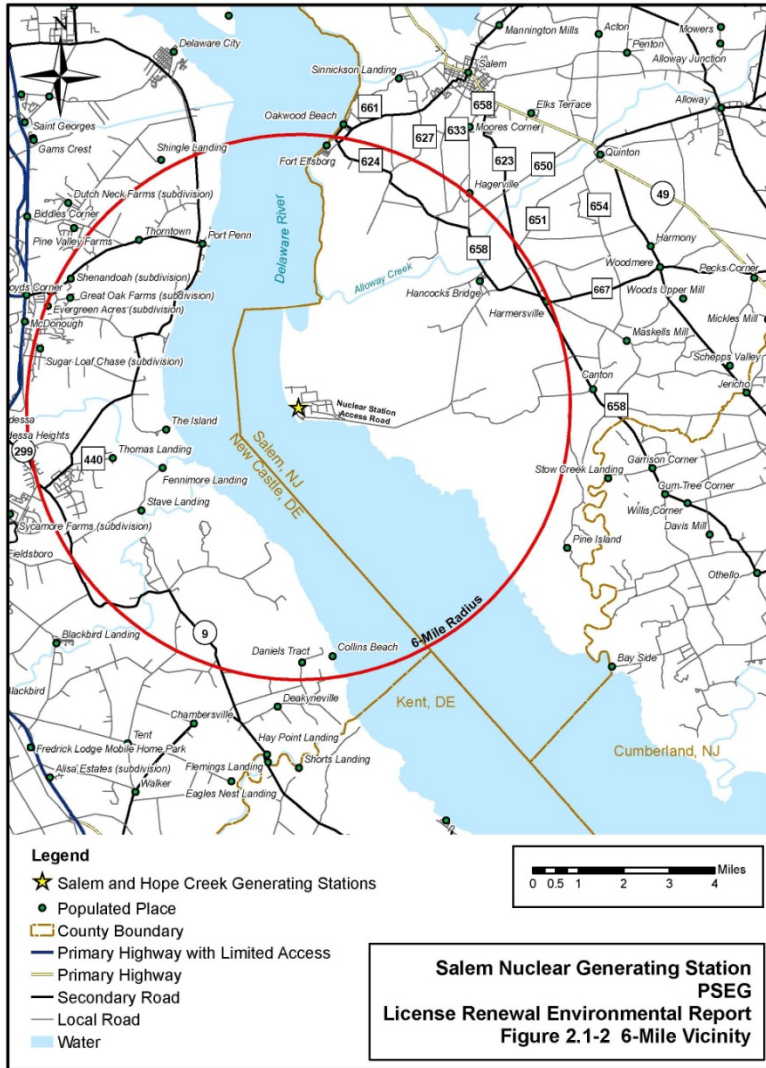 N
Delaware City
Mannington Mills
Acton
Mowers
Penton
Alloway Junction
Sinnickson Landing
Salem
661
658
Elks Terrace
Alloway
Saint Georges
Oakwood Beach
Gams Crest
Shingle Landing
627
633
Moores Corner
Fort Elfsborg
624
623
650
Quinton
Dutch Neck Farms (subdivision)
Hagerville
654
49
Biddles Corner
651
Pine Valley Farms
Thorntown
Port Penn
Delaware River
658
Harmony
Woodmere
Pecks Corner
Shenandoah (subdivision)
Alloway Creek
oyds Corner
Great Oak Farms (subdivision)
Hancocks Bridge
667
Woods Upper Mill
Evergreen Acres (subdivision)
Harmersville
McDonough
Mickles Mill
Maskells Mill
Sugar Loaf Chase (subdivision)
Schepps Valley
Canton
Jericho
Nuclear Station
Access Road
658
dessa
The Island
dessa Heights
Salem, NJ
New Castle, DE
299
440
Thomas Landing
Garrison Corner
Fennimore Landing
Stow Creek Landing
Gum Tree Corner
Stave Landing
Willis Corner
Sycamore Farms (subdivision)
Davis Mill
Fieldsboro
Pine Island
Othello
9
6-Mile Radius
Blackbird Landing
Daniels Tract
Collins Beach
Bay Side
Blackbird
Kent, DE
Deakyneville
Chambersville
Tent
Hay Point Landing
Cumberland, NJ
Fredrick Lodge Mobile Home Park
Flemings Landing
Shorts Landing
Alisa Estates (subdivision)
Walker
Eagles Nest Landing
Legend
Salem and Hope Creek Generating Stations
Populated Place
County Boundary
Primary Highway with Limited Access
Primary Highway
Secondary Road
Local Road
Water
Miles
0 0.5 1 2 3 4
Salem Nuclear Generating Station
PSEG
License Renewal Environmental Report
Figure 2.1-2 6-Mile Vicinity